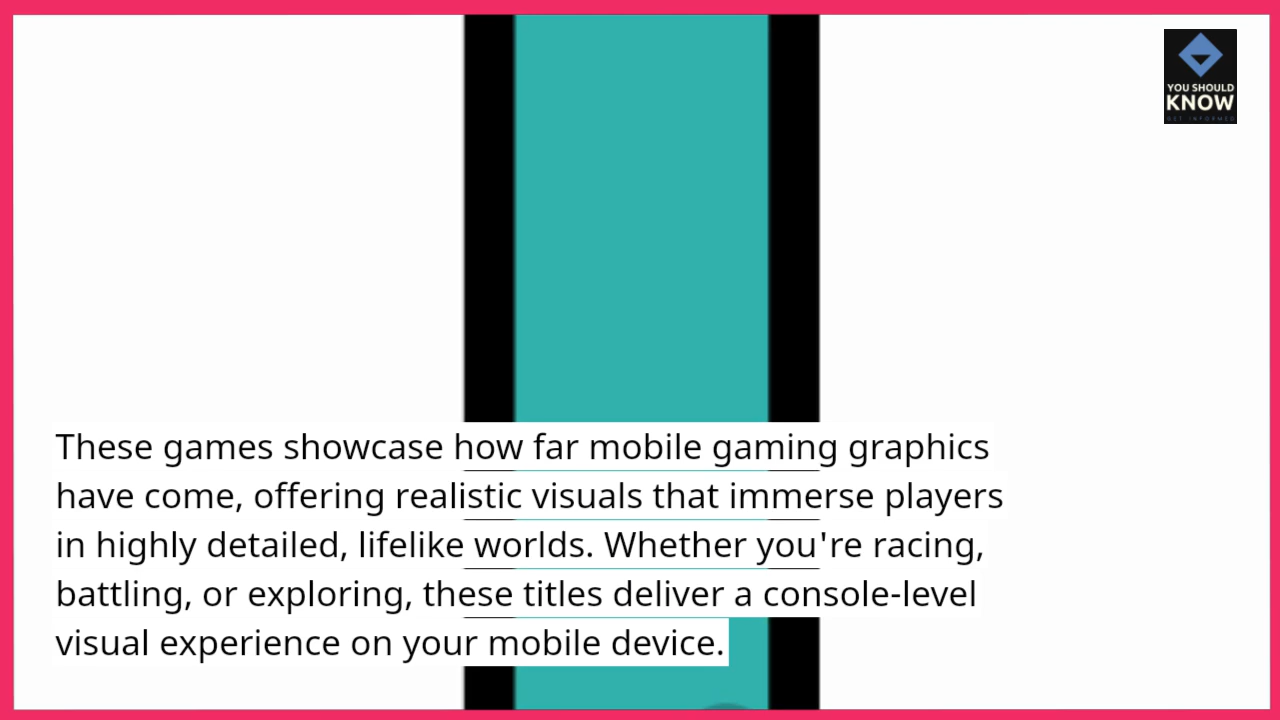 YOU SHOULD
KNOW
GET INFORMED
These games showcase how far mobile gaming graphics
have come, offering realistic visuals that immerse players
in highly detailed, lifelike worlds. Whether you're racing,
battling, or exploring, these titles deliver a console-level
visual experience on your mobile device.